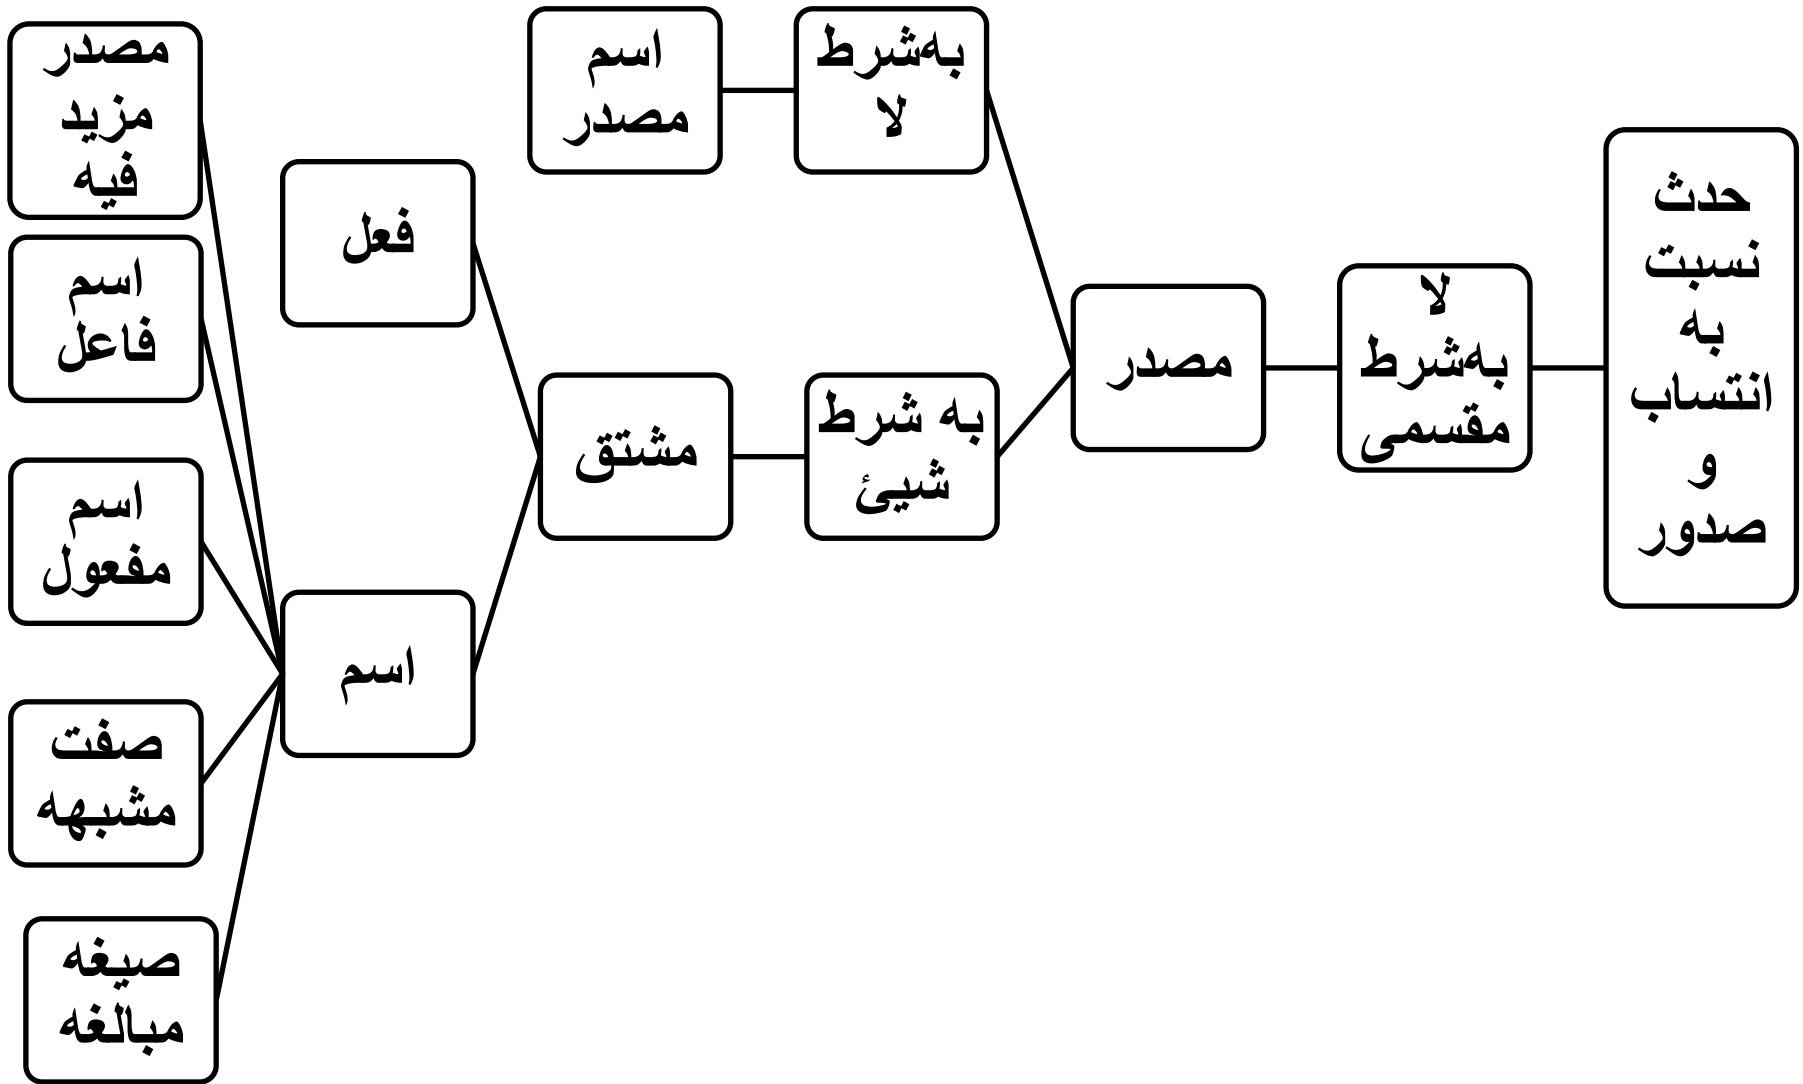 حدث
نسبت
به
انتساب
و
صدور
لا
به‌شرط
مقسمی
مصدر
به‌شرط
لا
اسم
مصدر
به شرط
شیئ
مشتق
فعل
اسم
مصدر
مزید
فیه
اسم
فاعل
اسم
مفعول
صفت
مشبهه
صیغه
مبالغه